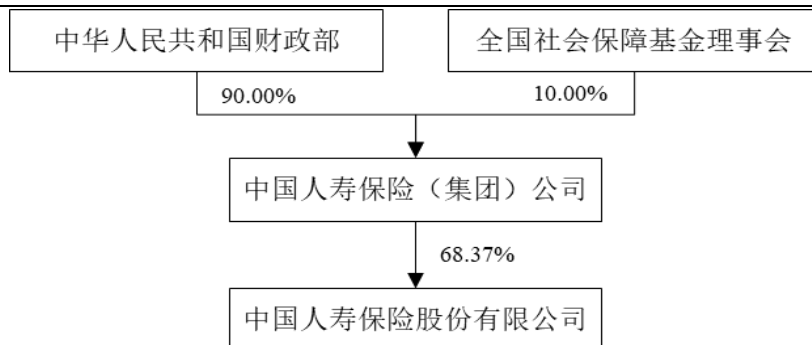 中华人民共和国财政部
全国社会保障基金理事会
90.00%
10.00%
中国人寿保险（集团）公司
68.37%
中国人寿保险股份有限公司